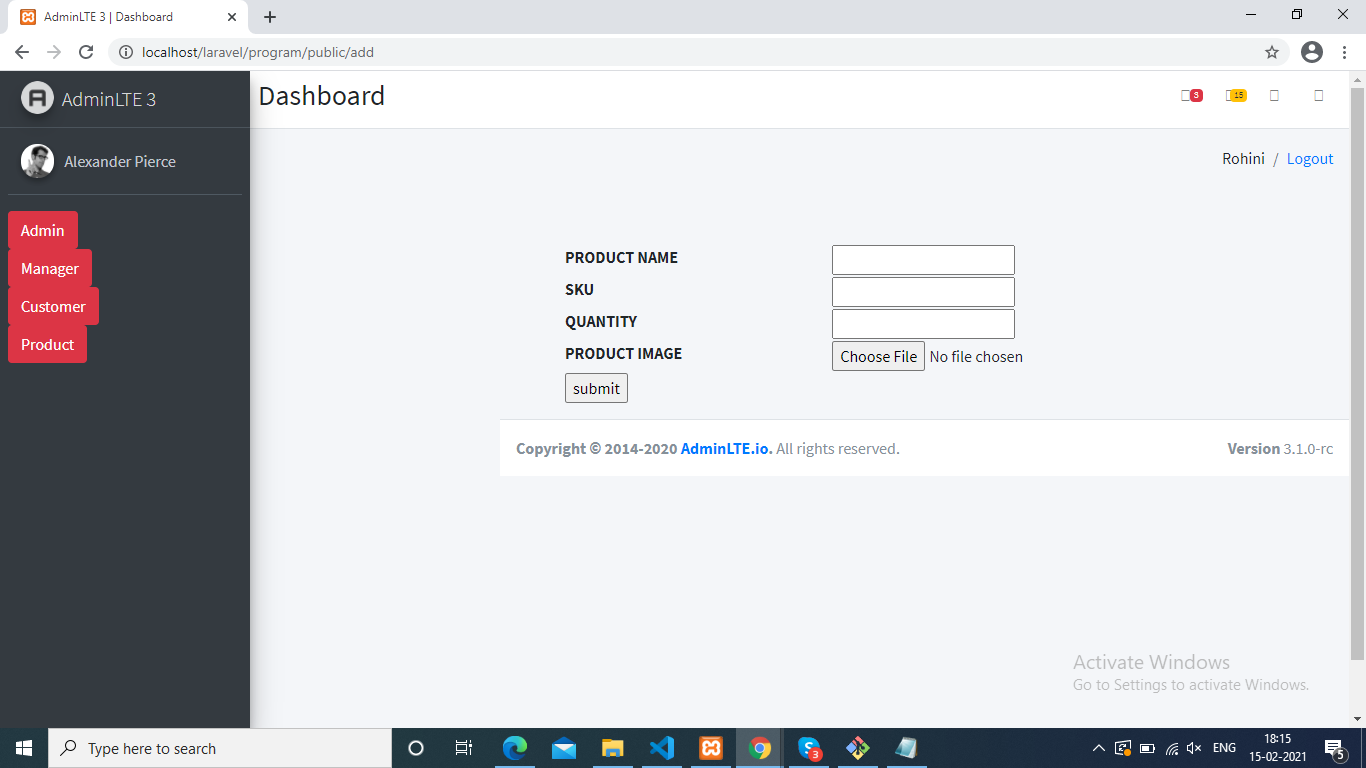 AdminLTE 3 | Dashboard
localhost/laravel/program/public/add
AdminLTE 3
Dashboard
3
15
Alexander Pierce
Rohini / Logout
Admin
Manager
Customer
Product
PRODUCT NAME
SKU
QUANTITY
PRODUCT IMAGE
Choose File No file chosen
submit
Copyright © 2014-2020 AdminLTE.io. All rights reserved.
Version 3.1.0-rc
Activate Windows
Go to Settings to activate Windows.
Type here to search
3
ENG
18:15
15-02-2021
5